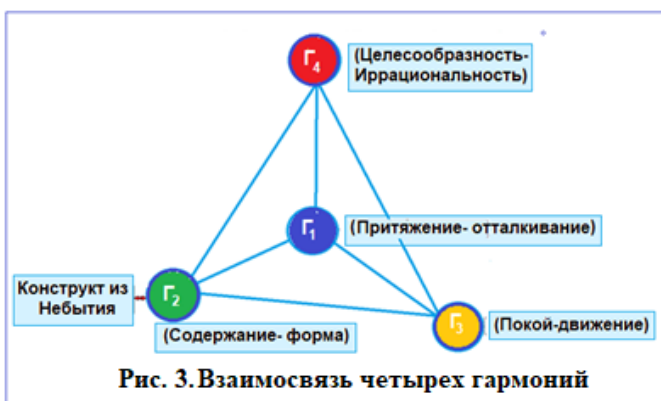 Г4
(Целесообразность-
Иррациональность)
Г1
(Притяжение- отталкивание)
Конструкт из
Небытия
Г2
(Содержание- форма)
Г3
(Покой-движение)
Рис. 3.Взаимосвязь четырех гармоний